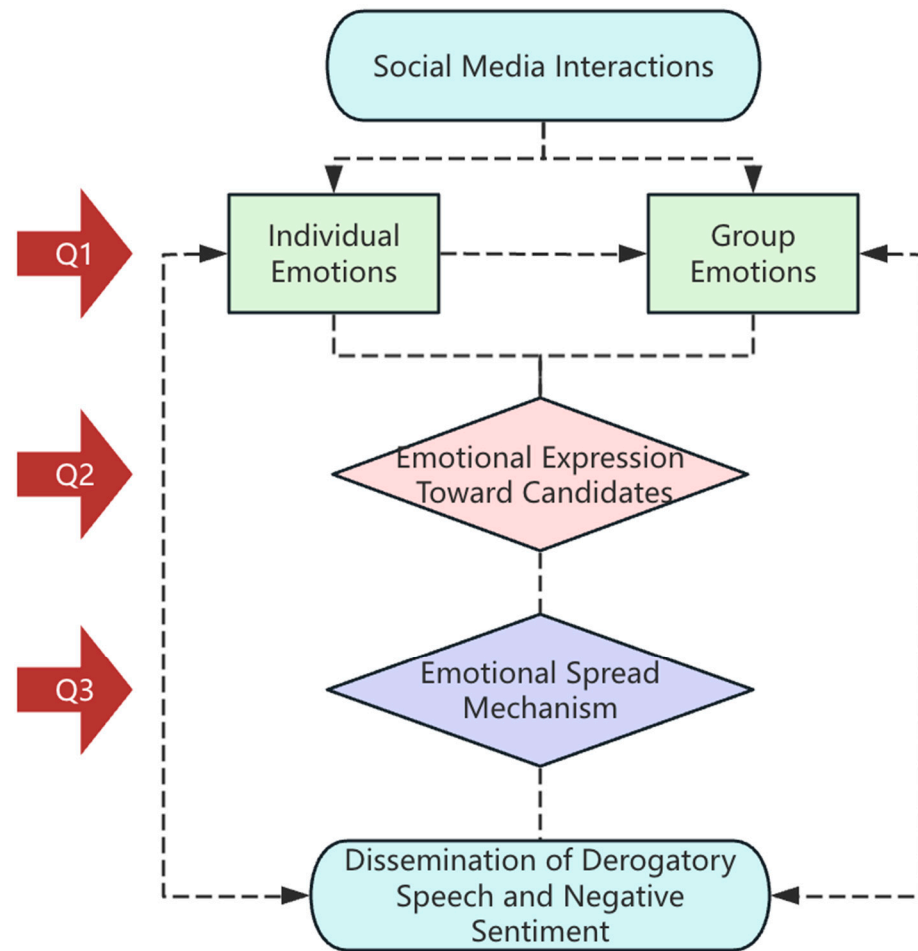 Social Media Interactions
Q1
Individual
Emotions
Group
Emotions
Q2
Emotional Expression
Toward Candidates
Q3
Emotional Spread
Mechanism
Dissemination of Derogatory
Speech and Negative
Sentiment